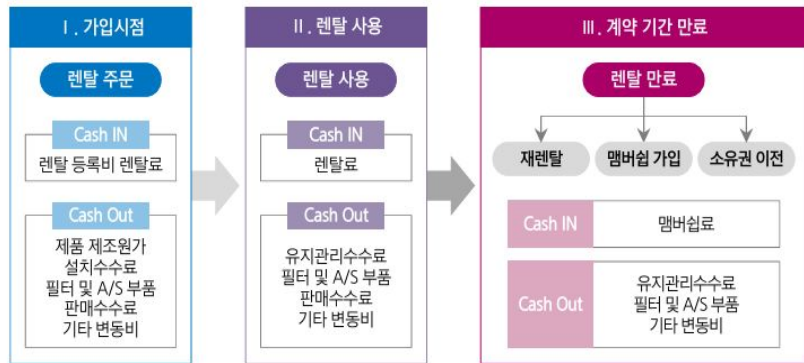 Ⅰ. 가입시점
렌탈 주문
Cash IN
렌탈 등록비 렌탈료
Cash Out
제품 제조원가
설치수수료
필터 및 A/S 부품
판매수수료
기타 변동비
Ⅱ. 렌탈 사용
렌탈 사용
Cash IN
렌탈료
Cash Out
유지관리수수료
필터 및 A/S 부품
판매수수료
기타 변동비
Ⅲ. 계약 기간 만료
렌탈 만료
재렌탈
맴버쉽 가입
소유권 이전
Cash IN
맴버쉽료
Cash Out
유지관리수수료
필터 및 A/S 부품
기타 변동비